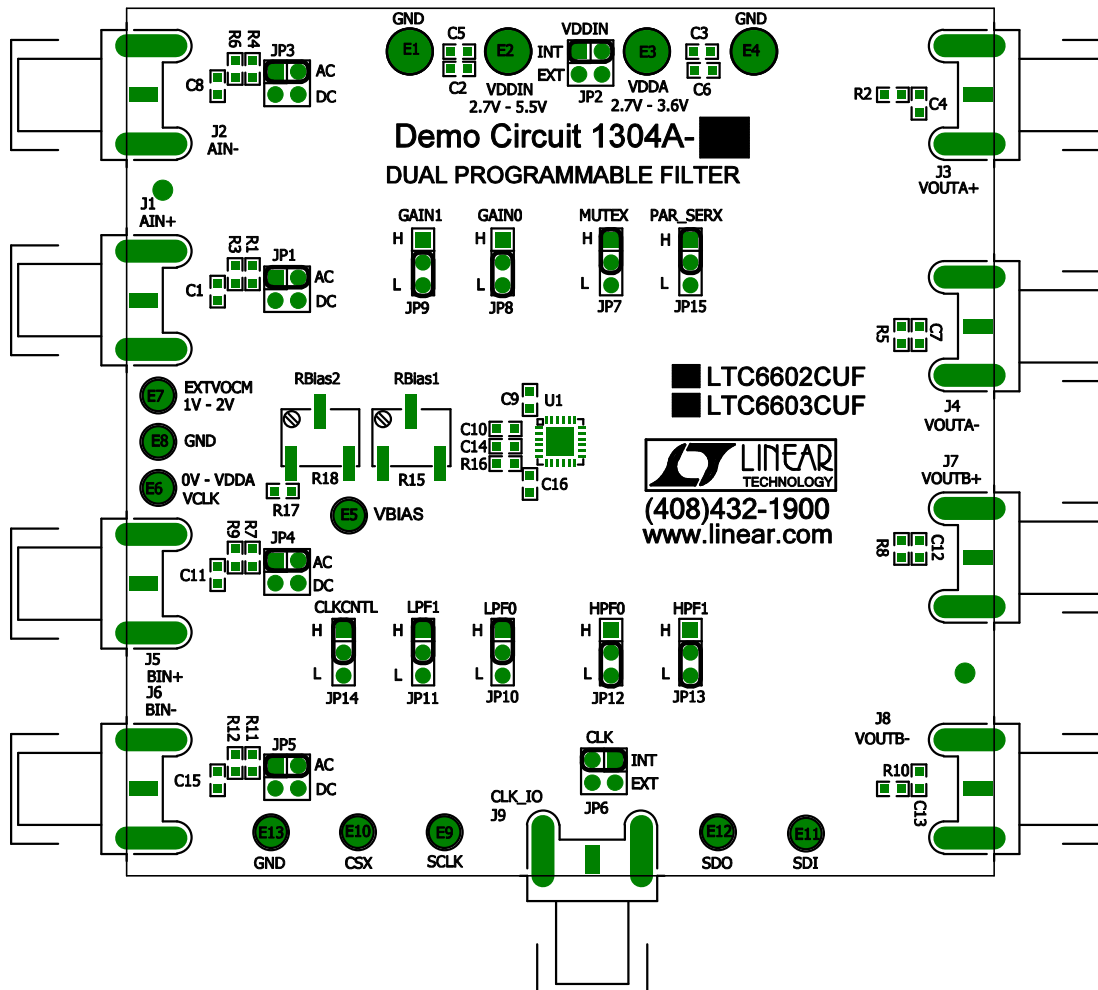 GND
E1
C5
C2
E2
VDDIN
2.7V - 5.5V
VDDIN
INT
EXT
JP2
E3
VDDA
2.7V - 3.6V
C3
C6
GND
E4
R6
R4
C8
JP3
AC
DC
J2
AIN-
R2
C4
J3
VOUTA+
Demo Circuit 1304A-
DUAL PROGRAMMABLE FILTER
J1
AIN+
R3
R1
C1
JP1
AC
DC
GAIN1
H
L
JP9
GAIN0
H
L
JP8
MUTEX
H
L
JP7
PAR_SERX
H
L
JP15
R5
C7
J4
VOUTA-
E7
EXTVOCM
1V - 2V
E8
GND
E6
0V - VDDA
VCLK
RBIas2
R18
RBIas1
R15
R17
E5
VBIAS
C9
U1
C10
C14
R16
C16
LTC6602CUF
LTC6603CUF
LINEAR
TECHNOLOGY
(408)432-1900
www.linear.com
J7
VOUTB+
R8
C12
R9
R7
C11
JP4
AC
DC
J5
BIN+
J6
BIN-
CLKCNTL
H
L
JP14
LPF1
H
L
JP11
LPF0
H
L
JP10
HPF0
H
L
JP12
HPF1
H
L
JP13
R12
R11
C15
JP5
AC
DC
CLK
INT
EXT
JP6
CLK_IO
J9
J8
VOUTB-
R10
C13
E13
GND
E10
CSX
E9
SCLK
E12
SDO
E11
SDI